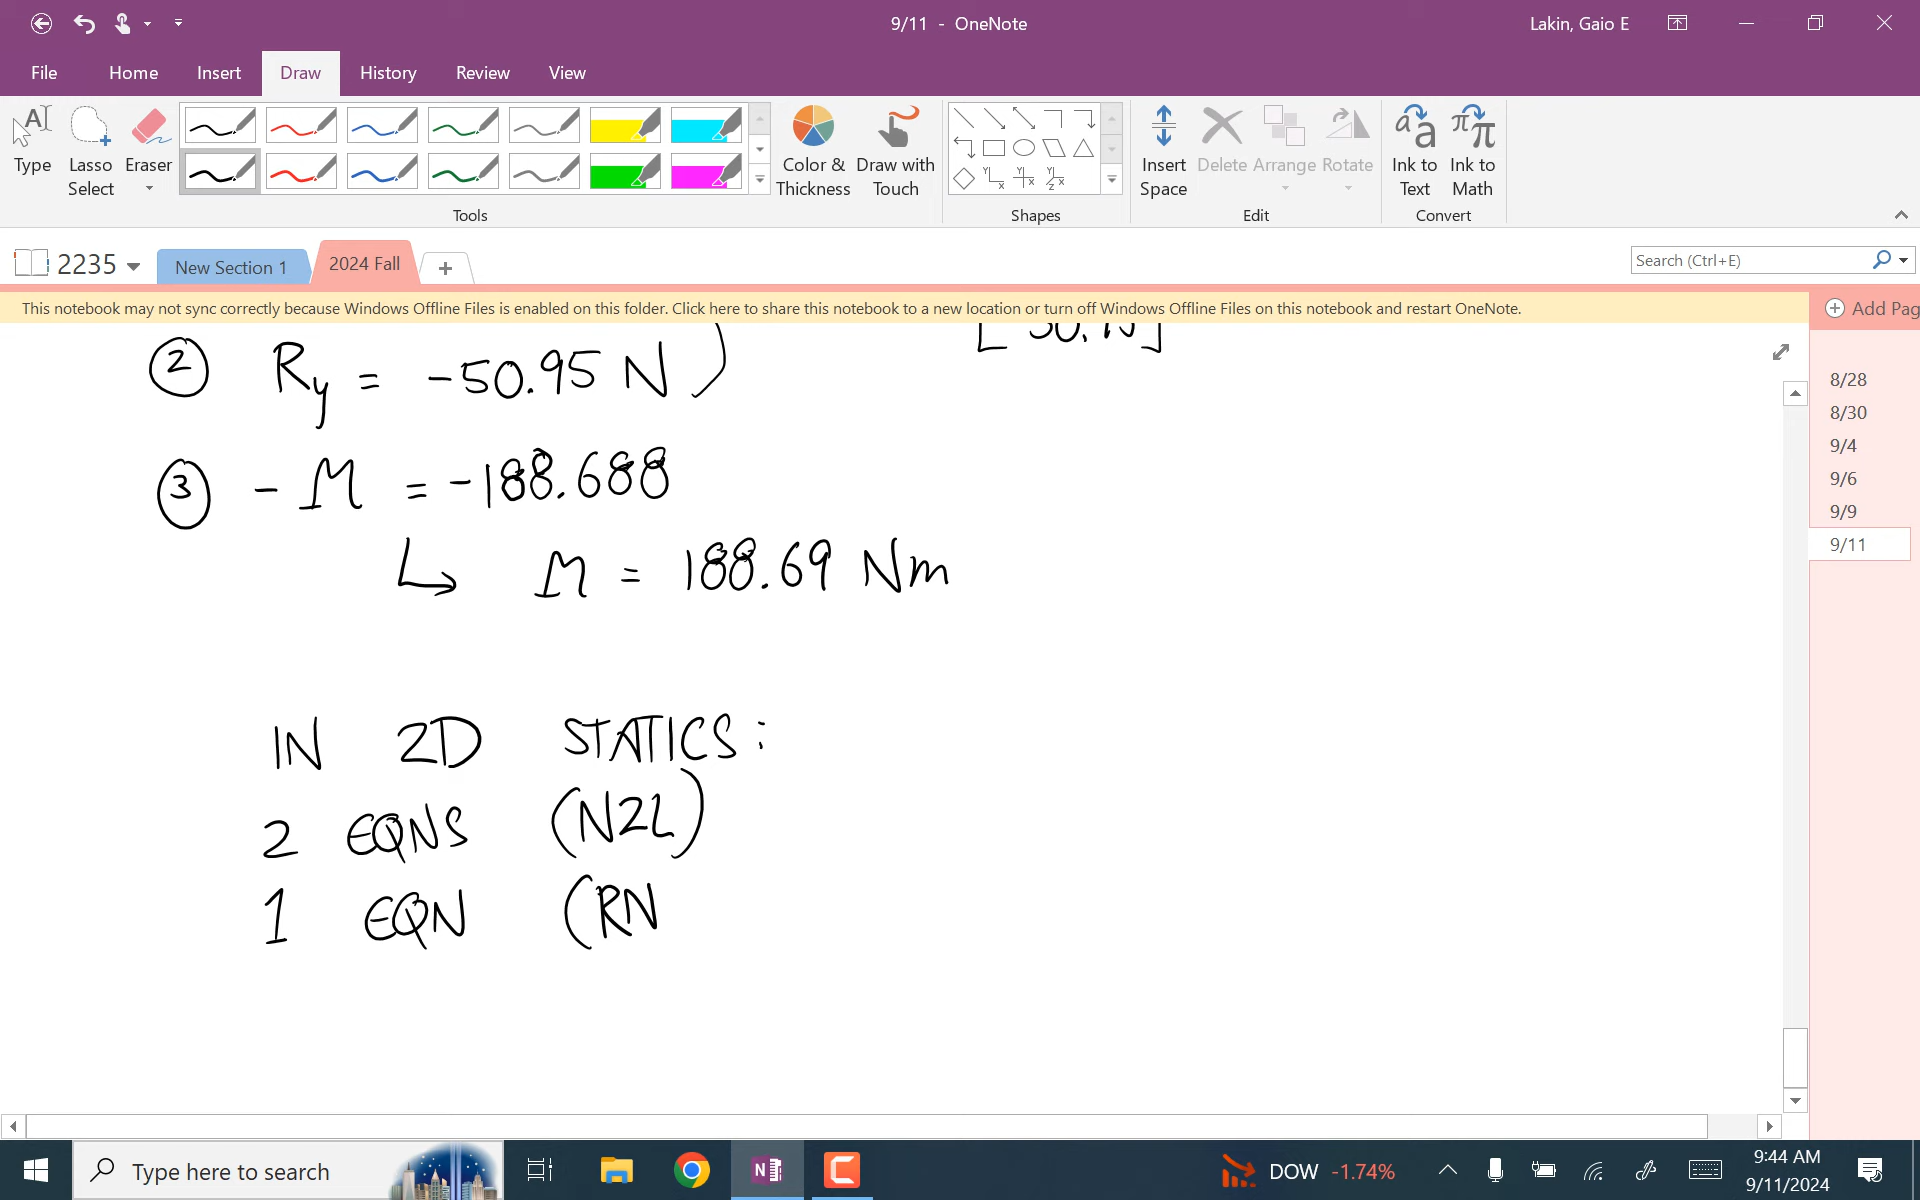 9/11 - OneNote
Lakin, Gaio E
File Home Insert Draw History Review View
Type
Lasso Select
Eraser
Color & Thickness
Draw with Touch
Insert Space
Delete
Arrange
Rotate
Ink to Text
Ink to Math
Tools
Shapes
Edit
Convert
2235
New Section 1
2024 Fall
Search (Ctrl+E)
This notebook may not sync correctly because Windows Offline Files is enabled on this folder. Click here to share this notebook to a new location or turn off Windows Offline Files on this notebook and restart OneNote.
Add Pag
8/28
8/30
9/4
9/6
9/9
9/11
② Ry = -50.95 N )
③ - M = -188.688
↳ M = 188.69 Nm
IN 2D STATICS:
2 EQNS (N2L)
1 EQN (RN
Type here to search
DOW -1.74%
9:44 AM
9/11/2024